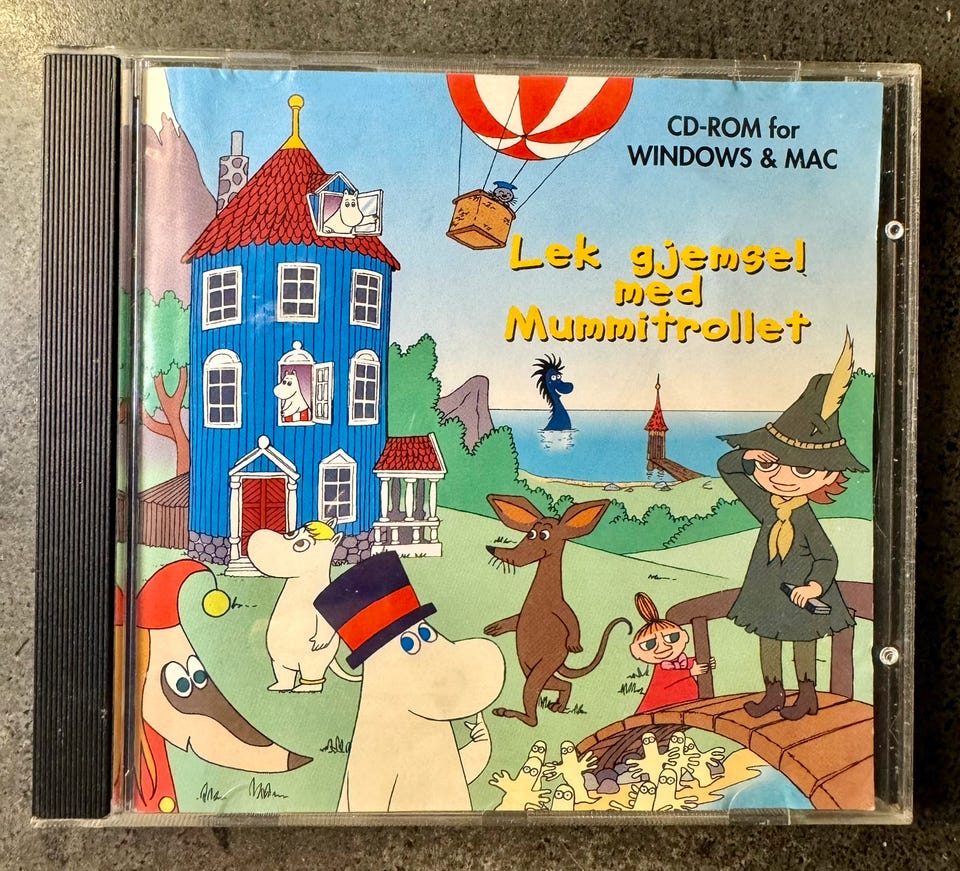 CD-ROM for
WINDOWS & MAC
Lek gjemsel
med
Mummitrollet